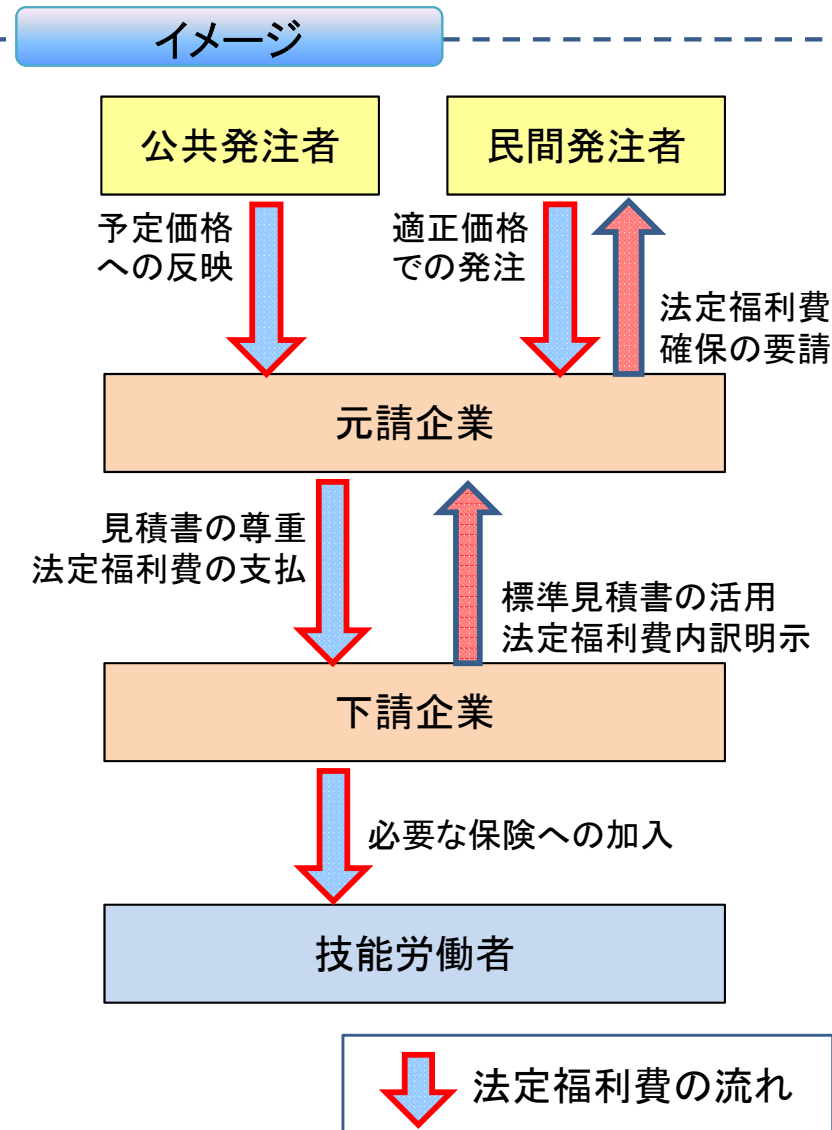 イメージ
公共発注者
民間発注者
予定価格
への反映
適正価格
での発注
法定福利費
確保の要請
元請企業
見積書の尊重
法定福利費の支払
標準見積書の活用
法定福利費内訳明示
下請企業
必要な保険への加入
技能労働者
法定福利費の流れ